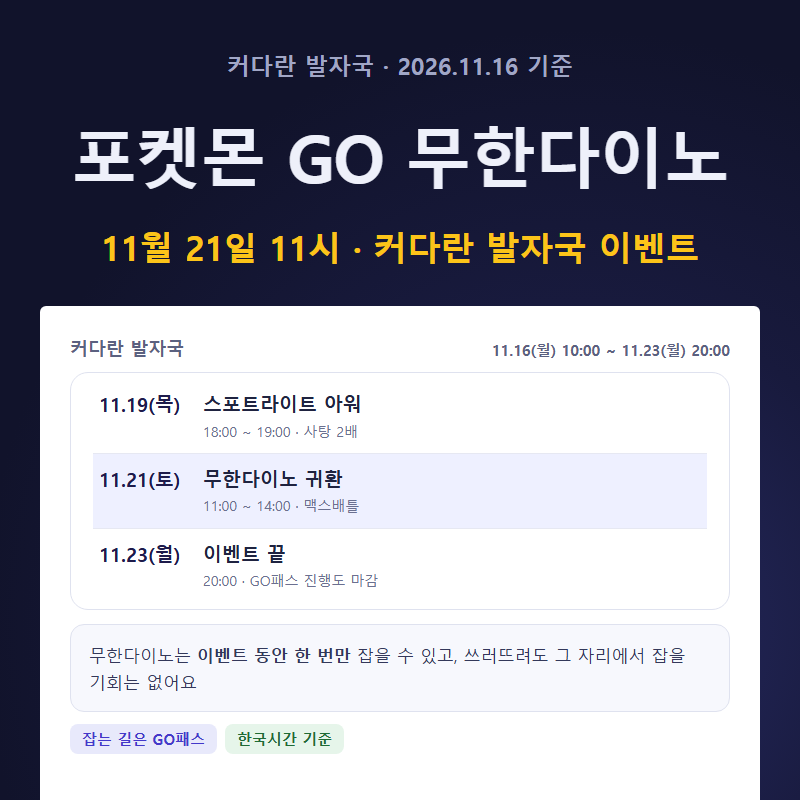 커다란 발자국 · 2026.11.16 기준
포켓몬 GO 무한다이노
11월 21일 11시 · 커다란 발자국 이벤트
커다란 발자국
11.16(월) 10:00 ~ 11.23(월) 20:00
11.19(목) 스포트라이트 아워
18:00 ~ 19:00 · 사탕 2배
11.21(토) 무한다이노 귀환
11:00 ~ 14:00 · 맥스배틀
11.23(월) 이벤트 끝
20:00 · GO패스 진행도 마감
무한다이노는 이벤트 동안 한 번만 잡을 수 있고, 쓰러뜨려도 그 자리에서 잡을
기회는 없어요
잡는 길은 GO패스
한국시간 기준